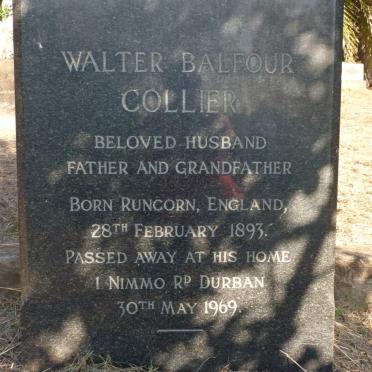 WALTER BALFOUR
COLLIER
BELOVED HUSBAND
FATHER AND GRANDFATHER
BORN RUNCORN, ENGLAND,
28TH FEBRUARY 1893.
PASSED AWAY AT HIS HOME
1 NIMMO RD DURBAN
30TH MAY 1969.